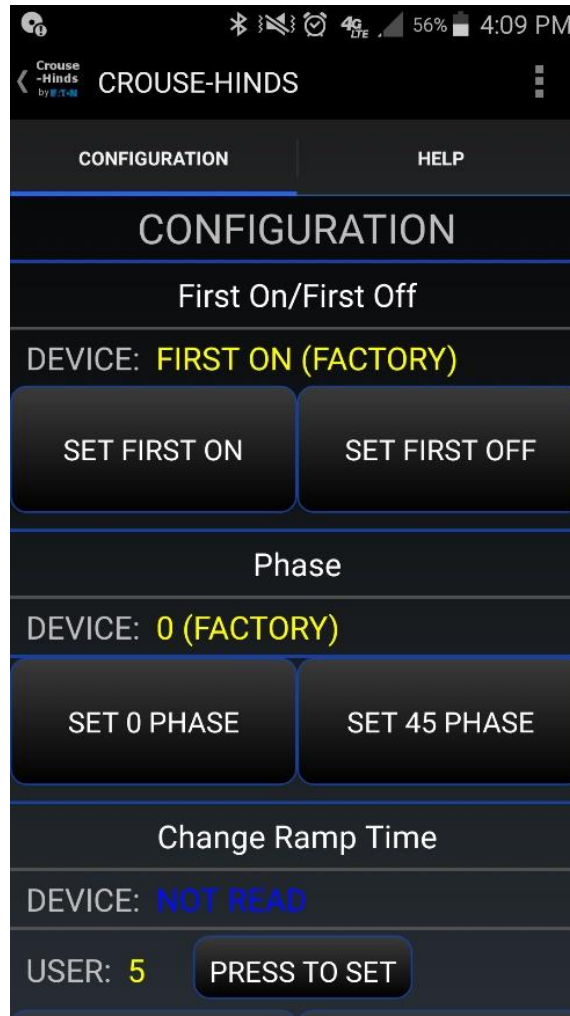 4G LTE 56% 4:09 PM
Crouse
-Hinds
by EATON
CROUSE-HINDS
CONFIGURATION HELP
CONFIGURATION
First On/First Off
DEVICE: FIRST ON (FACTORY)
SET FIRST ON SET FIRST OFF
Phase
DEVICE: 0 (FACTORY)
SET 0 PHASE SET 45 PHASE
Change Ramp Time
DEVICE: NOT READ
USER: 5 PRESS TO SET